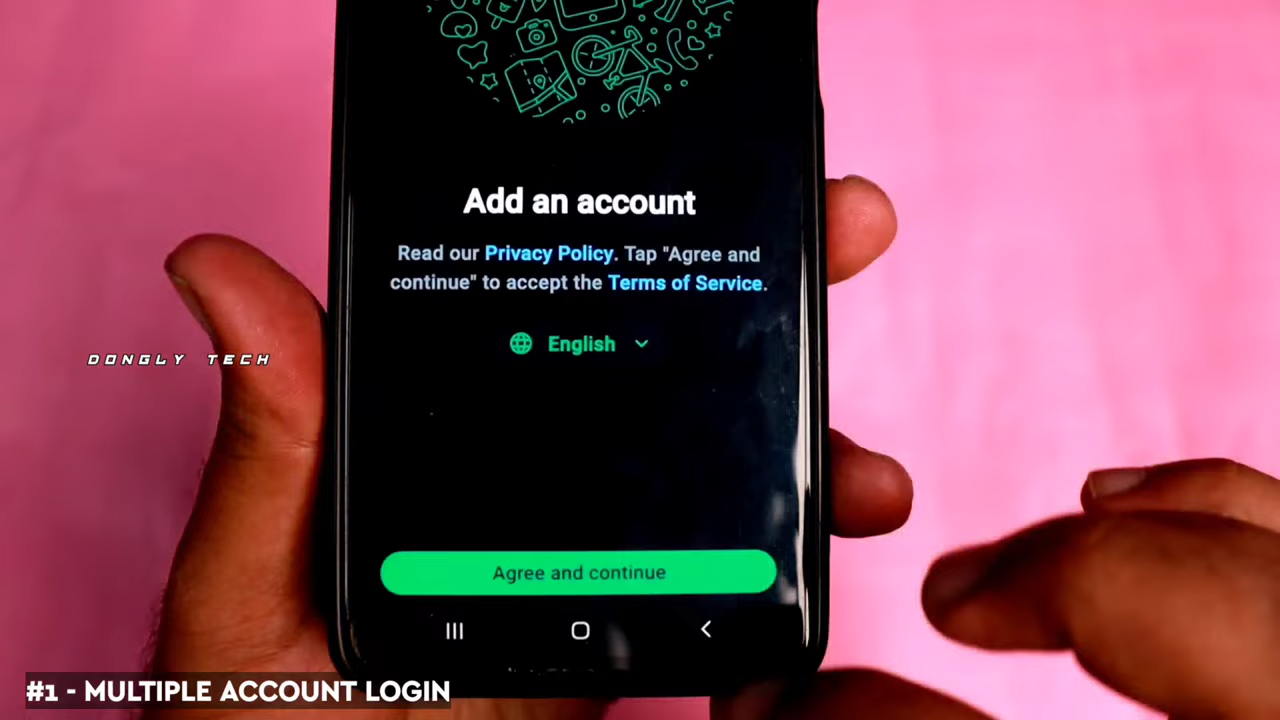 Add an account
Read our Privacy Policy. Tap "Agree and
continue" to accept the Terms of Service.
English
DONGLY TECH
Agree and continue
#1 - MULTIPLE ACCOUNT LOGIN